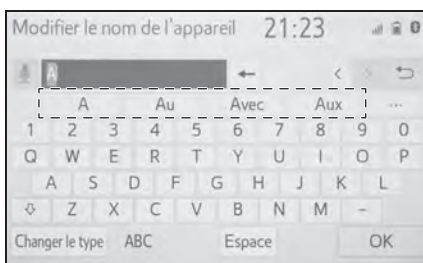 Modifier le nom de l'appareil 21:23 0
A
A Au Avec Aux ...
1 2 3 4 5 6 7 8 9 0
Q W E R T Y U I O P
A S D F G H J K L
Z X C V B N M -
Changer le type ABC Espace OK